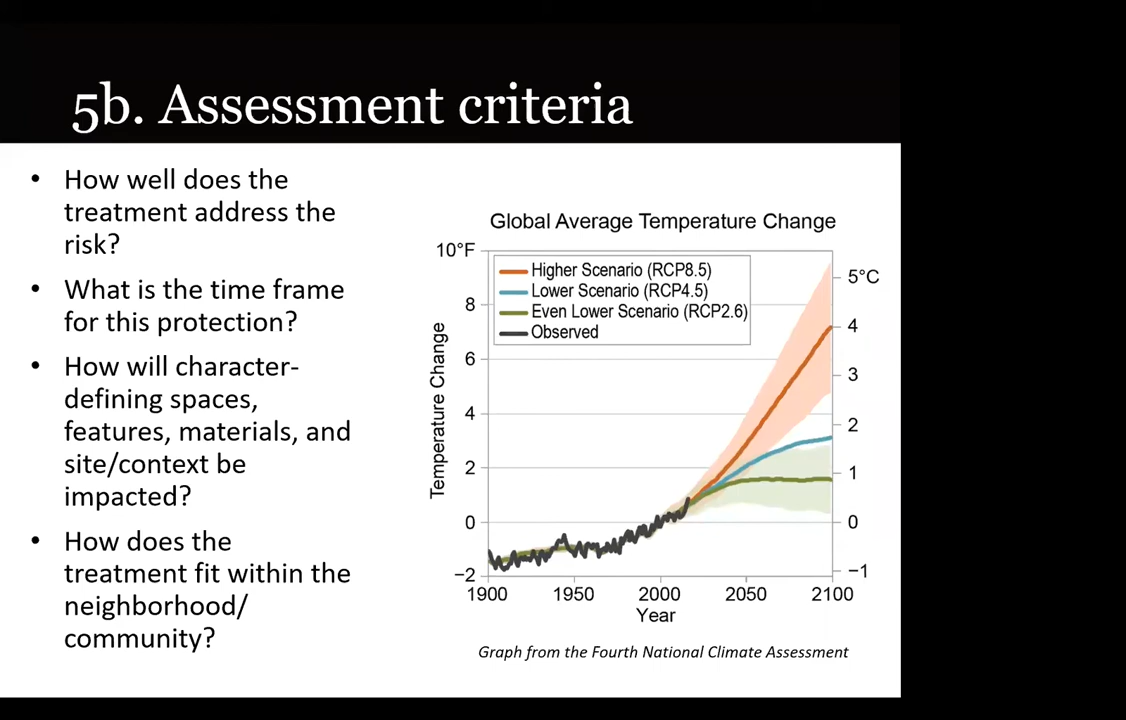 5b. Assessment criteria
• How well does the
treatment address the
risk?
• What is the time frame
for this protection?
• How will character-
defining spaces,
features, materials, and
site/context be
impacted?
• How does the
treatment fit within the
neighborhood/
community?
Global Average Temperature Change
10°F
8
6
4
2
0
−2
Temperature Change
Higher Scenario (RCP8.5)
Lower Scenario (RCP4.5)
Even Lower Scenario (RCP2.6)
Observed
5°C
4
3
2
1
0
−1
1900 1950 2000 2050 2100
Year
Graph from the Fourth National Climate Assessment